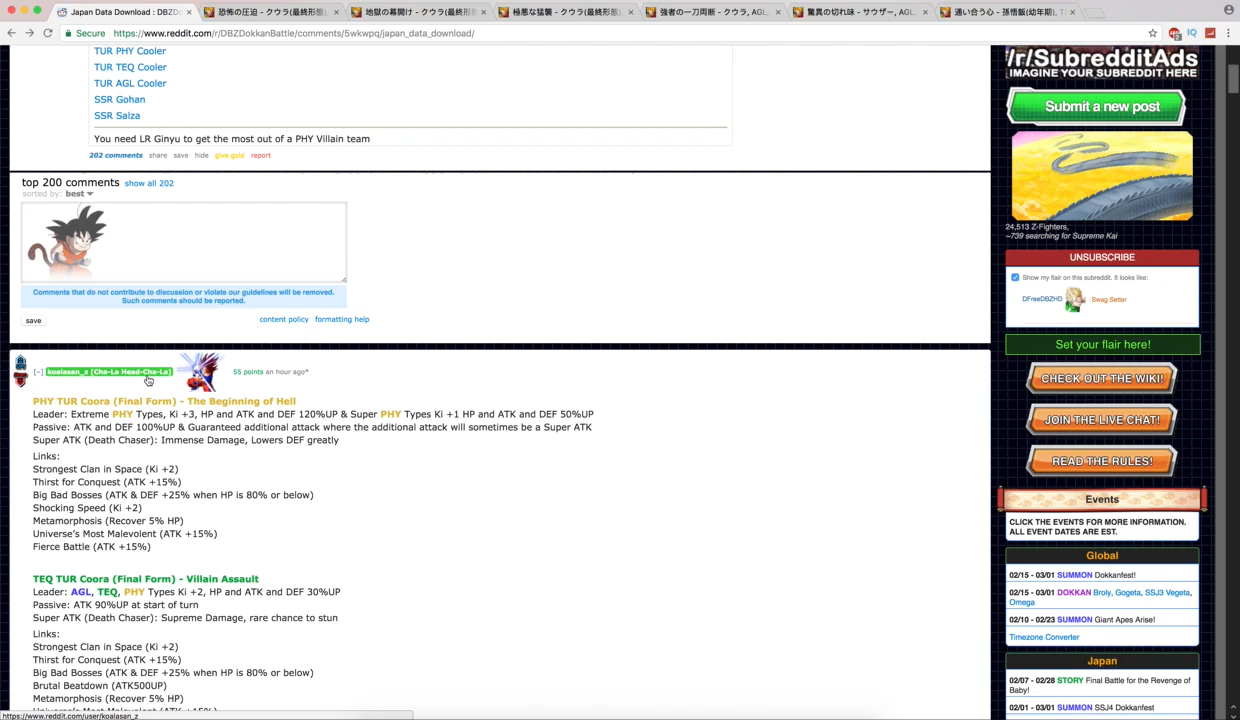 Japan Data Download : DBZD
恐怖の圧迫 - クウラ(最終形態)
地獄の幕開け - クウラ(最終形
極悪な猛襲 - クウラ(最終形態
強者の一刀両断 - クウラ, AGL,
驚異の切れ味 - サウザー, AGL,
通い合う心 - 孫悟飯(幼年期), T
Secure https://www.reddit.com/r/DBZDokkanBattle/comments/5wkwpq/japan_data_download/
TUR PHY Cooler
TUR TEQ Cooler
TUR AGL Cooler
SSR Gohan
SSR Salza
You need LR Ginyu to get the most out of a PHY Villain team
202 comments share save hide give gold report
top 200 comments show all 202
sorted by: best
Comments that do not contribute to discussion or violate our guidelines will be removed.
Such comments should be reported.
save
content policy formatting help
[–] koalasan_z [Cha-La Head-Cha-La] 55 points an hour ago*
PHY TUR Coora (Final Form) - The Beginning of Hell
Leader: Extreme PHY Types, Ki +3, HP and ATK and DEF 120%UP & Super PHY Types Ki +1 HP and ATK and DEF 50%UP
Passive: ATK and DEF 100%UP & Guaranteed additional attack where the additional attack will sometimes be a Super ATK
Super ATK (Death Chaser): Immense Damage, Lowers DEF greatly
Links:
Strongest Clan in Space (Ki +2)
Thirst for Conquest (ATK +15%)
Big Bad Bosses (ATK & DEF +25% when HP is 80% or below)
Shocking Speed (Ki +2)
Metamorphosis (Recover 5% HP)
Universe's Most Malevolent (ATK +15%)
Fierce Battle (ATK +15%)
TEQ TUR Coora (Final Form) - Villain Assault
Leader: AGL, TEQ, PHY Types Ki +2, HP and ATK and DEF 30%UP
Passive: ATK 90%UP at start of turn
Super ATK (Death Chaser): Supreme Damage, rare chance to stun
Links:
Strongest Clan in Space (Ki +2)
Thirst for Conquest (ATK +15%)
Big Bad Bosses (ATK & DEF +25% when HP is 80% or below)
Brutal Beatdown (ATK500UP)
Metamorphosis (Recover 5% HP)
Universe's Most Malevolent (ATK +15%)
https://www.reddit.com/user/koalasan_z
/r/SubredditAds
IMAGINE YOUR SUBREDDIT HERE
Submit a new post
24,513 Z-Fighters,
~739 searching for Supreme Kai
UNSUBSCRIBE
Show my flair on this subreddit. It looks like:
DFreeDBZHD Swag Setter
Set your flair here!
CHECK OUT THE WIKI!
JOIN THE LIVE CHAT!
READ THE RULES!
Events
CLICK THE EVENTS FOR MORE INFORMATION.
ALL EVENT DATES ARE EST.
Global
02/15 - 03/01 SUMMON Dokkanfest!
02/15 - 03/01 DOKKAN Broly, Gogeta, SSJ3 Vegeta,
Omega
02/10 - 02/23 SUMMON Giant Apes Arise!
Timezone Converter
Japan
02/07 - 02/28 STORY Final Battle for the Revenge of
Baby!
02/01 - 03/01 SUMMON SSJ4 Dokkanfest